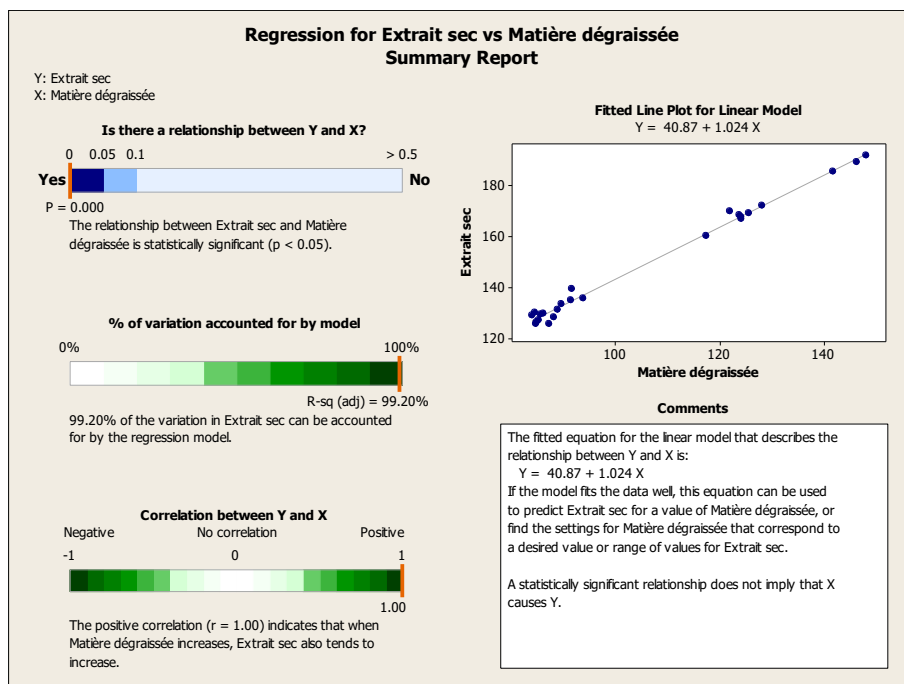 Regression for Extrait sec vs Matière dégraissée
Summary Report
Y: Extrait sec
X: Matière dégraissée
Is there a relationship between Y and X?
0 0.05 0.1 > 0.5
Yes No
P = 0.000
The relationship between Extrait sec and Matière
dégraissée is statistically significant (p < 0.05).
% of variation accounted for by model
0% 100%
R-sq (adj) = 99.20%
99.20% of the variation in Extrait sec can be accounted
for by the regression model.
Correlation between Y and X
Negative No correlation Positive
-1 0 1
1.00
The positive correlation (r = 1.00) indicates that when
Matière dégraissée increases, Extrait sec also tends to
increase.
Fitted Line Plot for Linear Model
Y = 40.87 + 1.024 X
180
160
140
120
Extrait sec
100 120 140
Matière dégraissée
Comments
The fitted equation for the linear model that describes the
relationship between Y and X is:
Y = 40.87 + 1.024 X
If the model fits the data well, this equation can be used
to predict Extrait sec for a value of Matière dégraissée, or
find the settings for Matière dégraissée that correspond to
a desired value or range of values for Extrait sec.
A statistically significant relationship does not imply that X
causes Y.